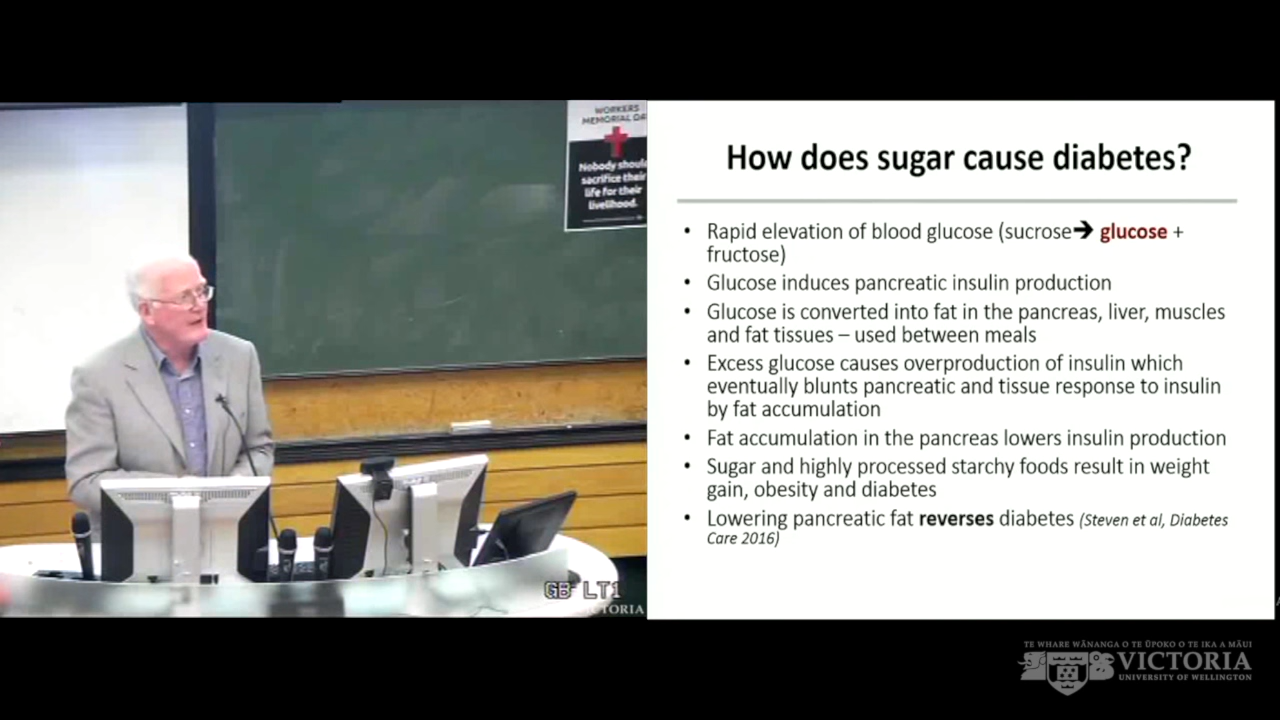 WORKERS
MEMORIAL DA
Nobody shoul
sacrifice their
life for their
livelihood.
How does sugar cause diabetes?
• Rapid elevation of blood glucose (sucrose➔ glucose +
fructose)
• Glucose induces pancreatic insulin production
• Glucose is converted into fat in the pancreas, liver, muscles
and fat tissues – used between meals
• Excess glucose causes overproduction of insulin which
eventually blunts pancreatic and tissue response to insulin
by fat accumulation
• Fat accumulation in the pancreas lowers insulin production
• Sugar and highly processed starchy foods result in weight
gain, obesity and diabetes
• Lowering pancreatic fat reverses diabetes (Steven et al, Diabetes
Care 2016)
GB LT1
TORIA
TE WHARE WĀNANGA O TE ŪPOKO O TE IKA A MĀUI
VICTORIA
UNIVERSITY OF WELLINGTON